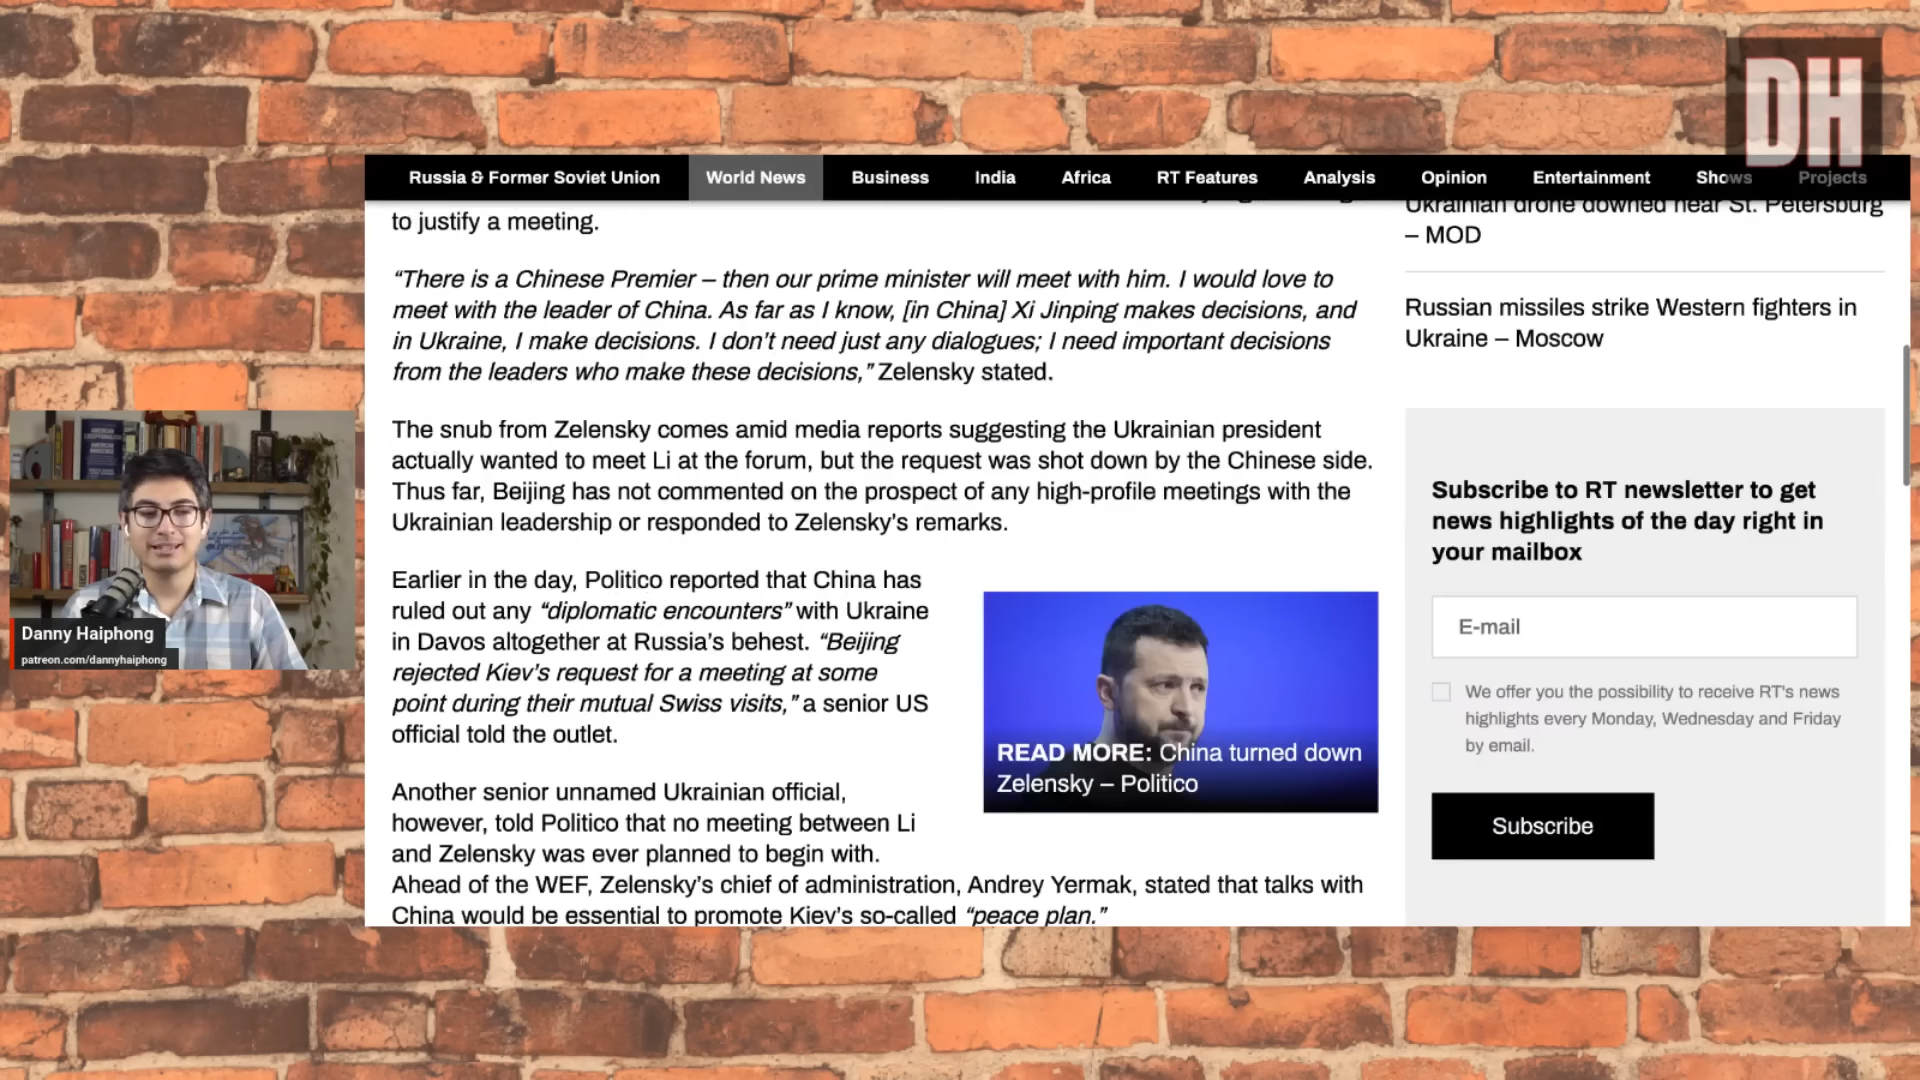 DH
Russia & Former Soviet Union World News Business India Africa RT Features Analysis Opinion Entertainment Shows Projects
to justify a meeting.
“There is a Chinese Premier – then our prime minister will meet with him. I would love to
meet with the leader of China. As far as I know, [in China] Xi Jinping makes decisions, and
in Ukraine, I make decisions. I don’t need just any dialogues; I need important decisions
from the leaders who make these decisions,” Zelensky stated.
The snub from Zelensky comes amid media reports suggesting the Ukrainian president
actually wanted to meet Li at the forum, but the request was shot down by the Chinese side.
Thus far, Beijing has not commented on the prospect of any high-profile meetings with the
Ukrainian leadership or responded to Zelensky’s remarks.
Earlier in the day, Politico reported that China has
ruled out any “diplomatic encounters” with Ukraine
in Davos altogether at Russia’s behest. “Beijing
rejected Kiev’s request for a meeting at some
point during their mutual Swiss visits,” a senior US
official told the outlet.
READ MORE: China turned down
Zelensky – Politico
Another senior unnamed Ukrainian official,
however, told Politico that no meeting between Li
and Zelensky was ever planned to begin with.
Ahead of the WEF, Zelensky’s chief of administration, Andrey Yermak, stated that talks with
China would be essential to promote Kiev’s so-called “peace plan.”
Ukrainian drone downed near St. Petersburg
– MOD
Russian missiles strike Western fighters in
Ukraine – Moscow
Subscribe to RT newsletter to get
news highlights of the day right in
your mailbox
E-mail
We offer you the possibility to receive RT's news
highlights every Monday, Wednesday and Friday
by email.
Subscribe
Danny Haiphong
patreon.com/dannyhaiphong